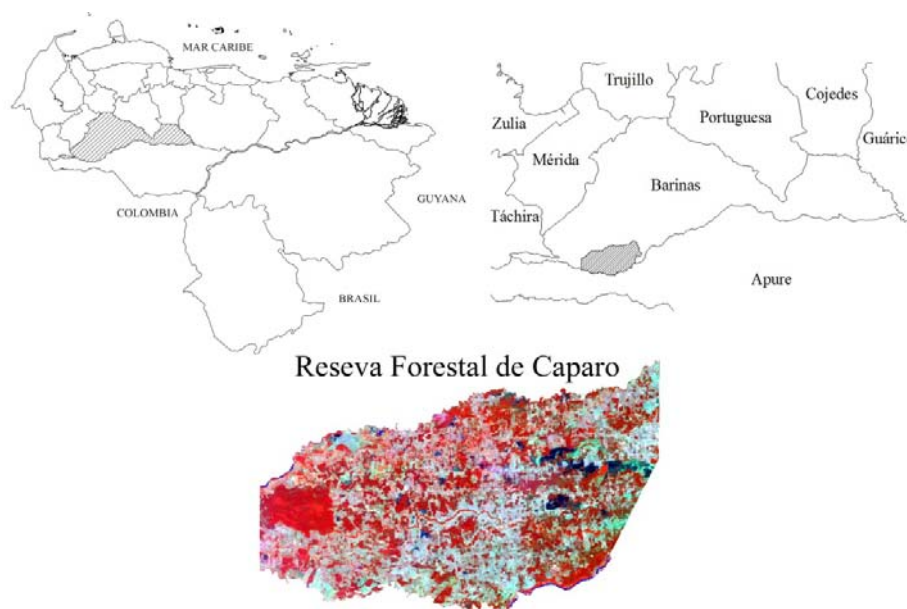 MAR CARIBE
COLOMBIA
GUYANA
BRASIL
Trujillo
Cojedes
Zulia
Portuguesa
Guáric
Mérida
Barinas
Táchira
Apure
Reseva Forestal de Caparo